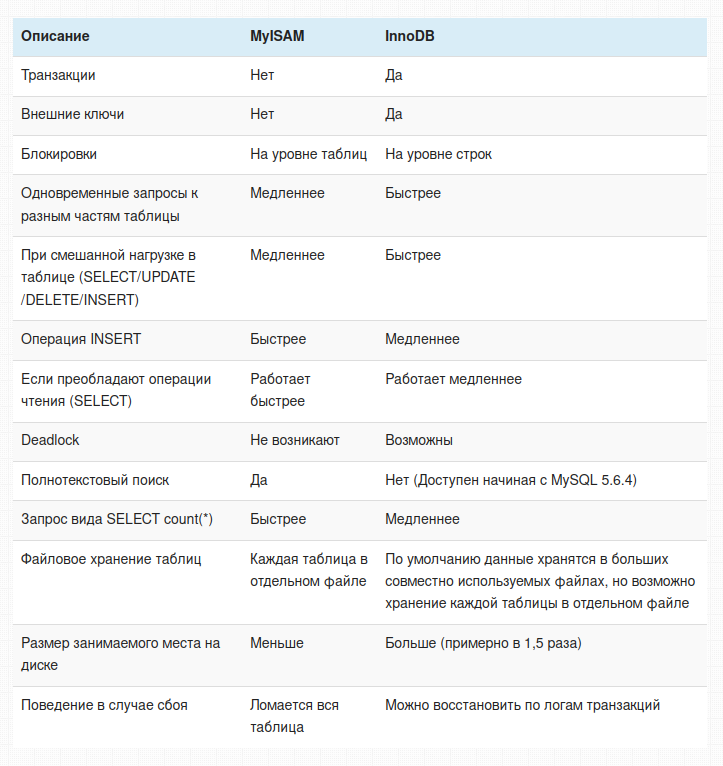 Описание MyISAM InnoDB
Транзакции Нет Да
Внешние ключи Нет Да
Блокировки На уровне таблиц На уровне строк
Одновременные запросы к Медленнее Быстрее
разным частям таблицы
При смешанной нагрузке в Медленнее Быстрее
таблице (SELECT/UPDATE
/DELETE/INSERT)
Операция INSERT Быстрее Медленнее
Если преобладают операции Работает Работает медленнее
чтения (SELECT) быстрее
Deadlock Не возникают Возможны
Полнотекстовый поиск Да Нет (Доступен начиная с MySQL 5.6.4)
Запрос вида SELECT count(*) Быстрее Медленнее
Файловое хранение таблиц Каждая таблица в По умолчанию данные хранятся в больших
отдельном файле совместно используемых файлах, но возможно
хранение каждой таблицы в отдельном файле
Размер занимаемого места на Меньше Больше (примерно в 1,5 раза)
диске
Поведение в случае сбоя Ломается вся Можно восстановить по логам транзакций
таблица